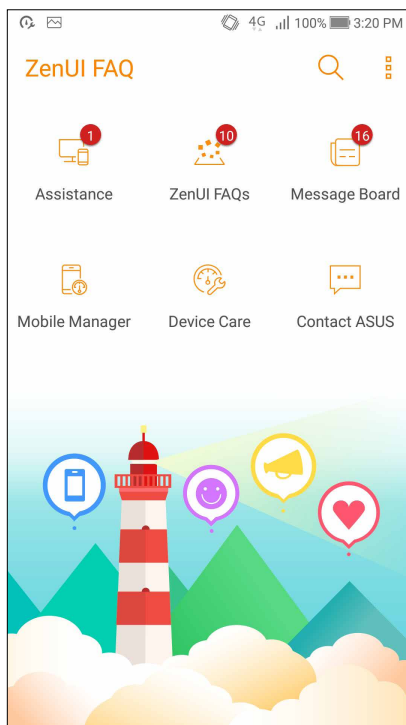 4G 100% 3:20 PM
ZenUI FAQ
1 10 16
Assistance ZenUI FAQs Message Board
Mobile Manager Device Care Contact ASUS